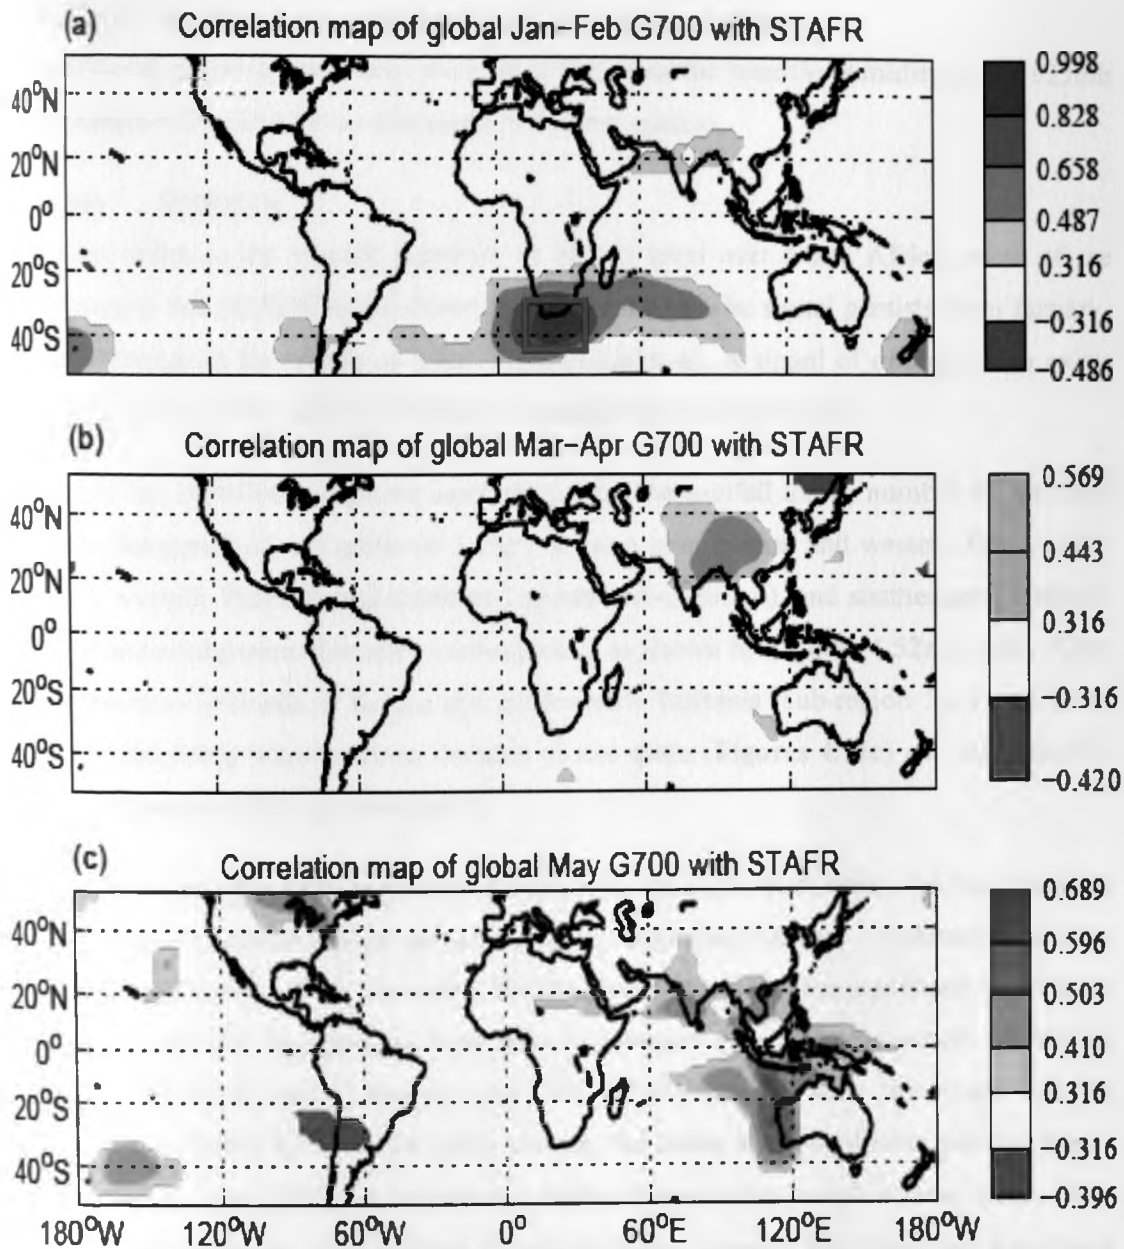 (a) Correlation map of global Jan-Feb G700 with STAFR
40°N
20°N
0°
20°S
40°S
0.998
0.828
0.658
0.487
0.316
-0.316
-0.486
(b) Correlation map of global Mar-Apr G700 with STAFR
40°N
20°N
0°
20°S
40°S
0.569
0.443
0.316
-0.316
-0.420
(c) Correlation map of global May G700 with STAFR
40°N
20°N
0°
20°S
40°S
0.689
0.596
0.503
0.410
0.316
-0.316
-0.396
180°W 120°W 60°W 0° 60°E 120°E 180°W